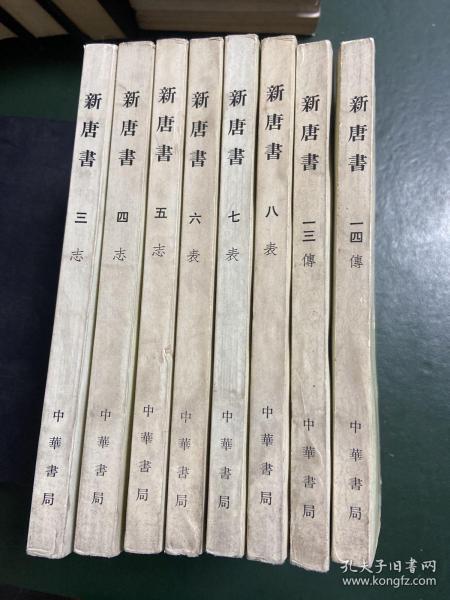 新唐書 三 志 中華書局
新唐書 四 志 中華書局
新唐書 五 志 中華書局
新唐書 六 表 中華書局
新唐書 七 表 中華書局
新唐書 八 表 中華書局
新唐書 一三 傳 中華書局
新唐書 一四 傳 中華書局
孔夫子旧书网
www.kongfz.com